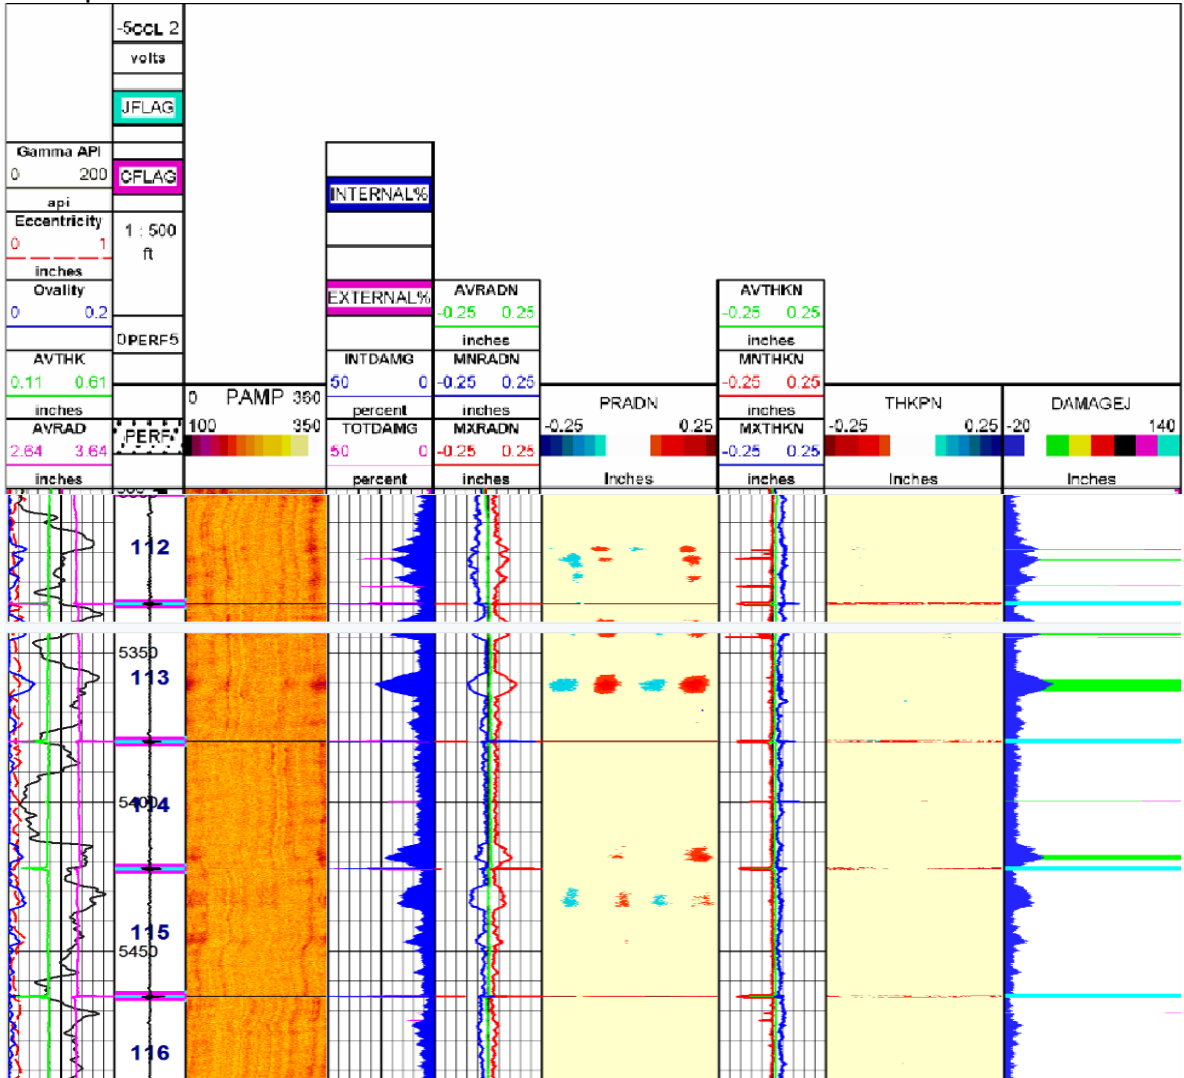 -5CCL 2
volts
JFLAG
CFLAG
1 : 500
ft
0PERF5
PERF
Gamma API
0 200
api
Eccentricity
0 1
inches
Ovality
0 0.2
inches
AVTHK
0.11 0.61
inches
AVRAD
2.64 3.64
inches
0 PAMP 360
100 350
INTERNAL%
EXTERNAL%
INTDAMG
50 0
percent
TOTDAMG
50 0
percent
AVRADN
-0.25 0.25
inches
MNRADN
-0.25 0.25
inches
MXRADN
-0.25 0.25
inches
PRADN
-0.25 0.25
Inches
AVTHKN
-0.25 0.25
inches
MNTHKN
-0.25 0.25
inches
MXTHKN
-0.25 0.25
inches
THKPN
-0.25 0.25
Inches
DAMAGEJ
-20 140
Inches
112
5350
113
5400
114
115
5450
116